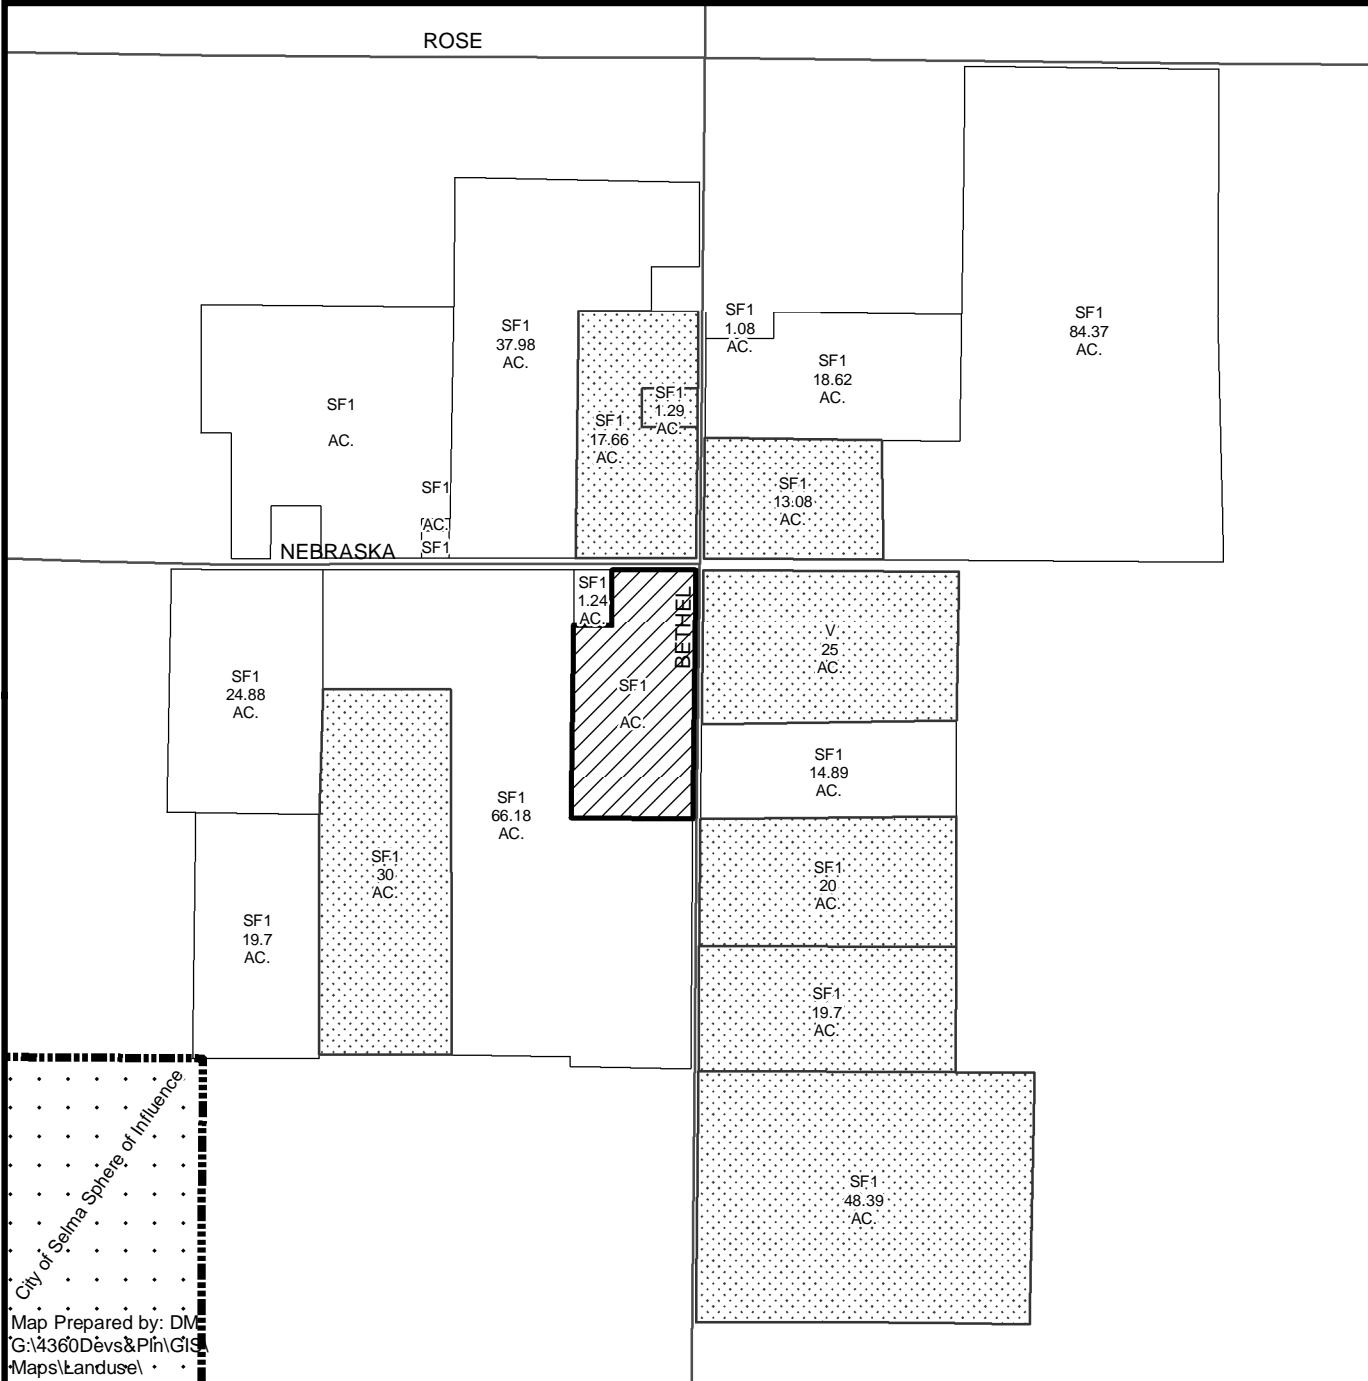 ROSE
SF1
37.98
AC.
SF1
1.08
AC.
SF1
84.37
AC.
SF1
18.62
AC.
SF1
AC.
SF1
1.29
AC.
SF1
17.66
AC.
SF1
13.08
AC.
SF1
AC.
SF1
NEBRASKA
SF1
1.24
AC.
BETHEL
V
25
AC.
SF1
24.88
AC.
SF1
AC.
SF1
14.89
AC.
SF1
66.18
AC.
SF1
30
AC.
SF1
20
AC.
SF1
19.7
AC.
SF1
19.7
AC.
City of Selma Sphere of Influence
SF1
48.39
AC.
Map Prepared by: DM
G:\4360Devs&Pln\GIS\
Maps\Landuse\